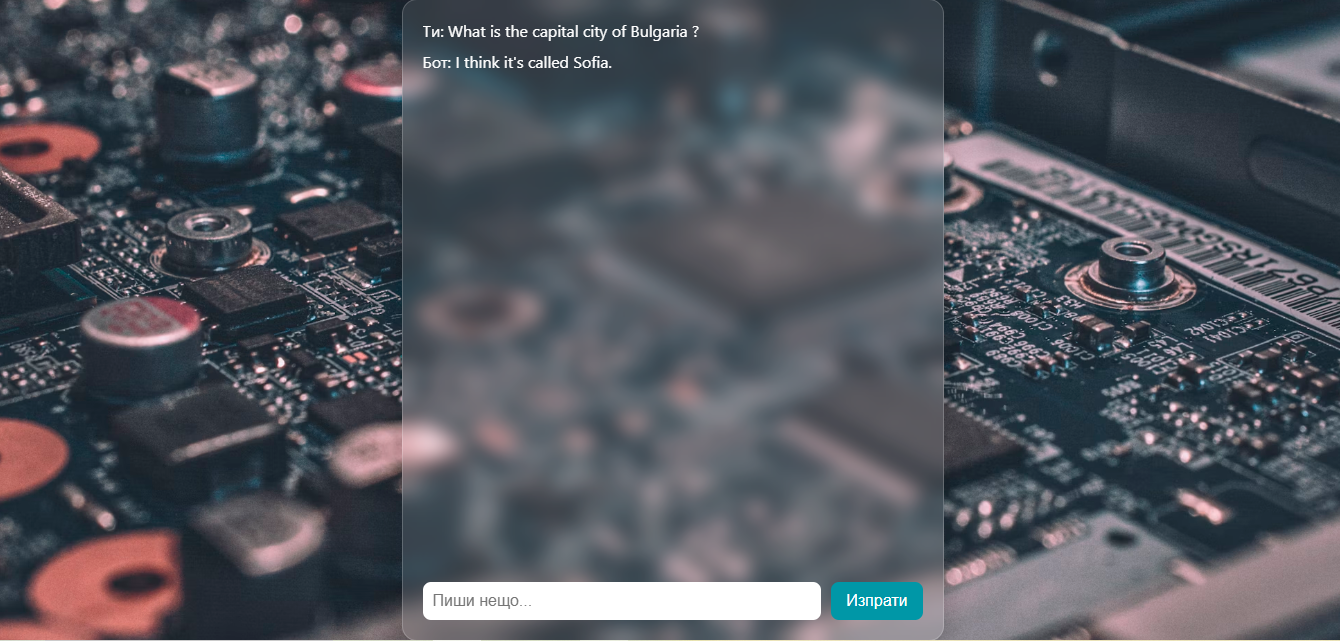 Ти: What is the capital city of Bulgaria ?
Бот: I think it's called Sofia.
Пиши нещо...
Изпрати